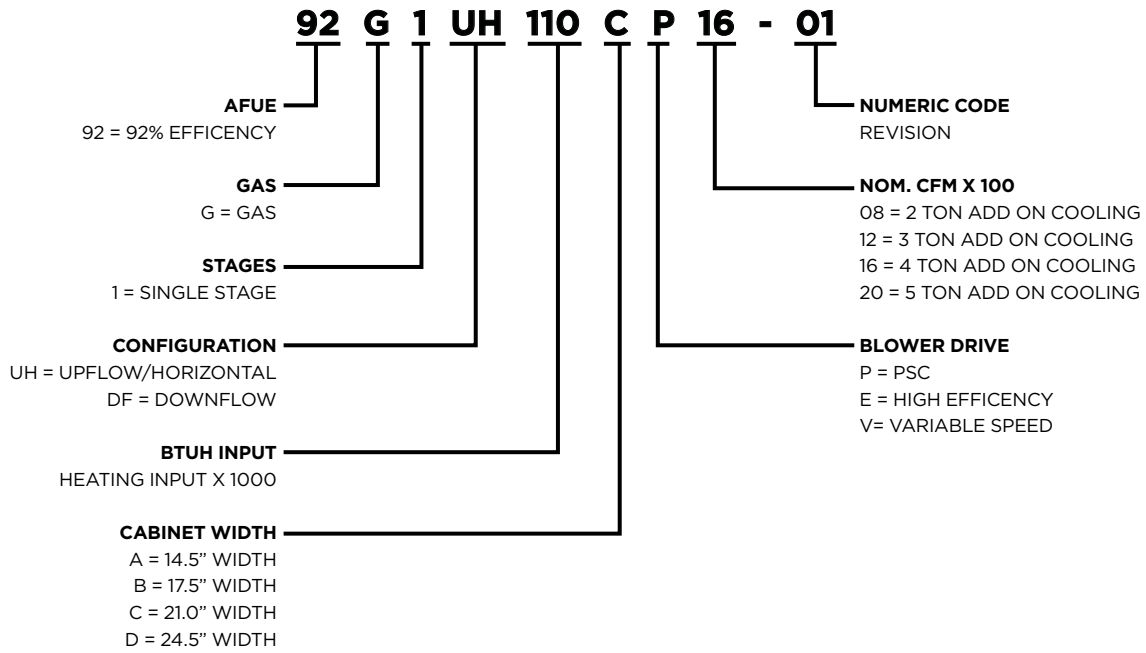 92 G 1 UH 110 C P 16 - 01
AFUE
92 = 92% EFFICENCY
GAS
G = GAS
STAGES
1 = SINGLE STAGE
CONFIGURATION
UH = UPFLOW/HORIZONTAL
DF = DOWNFLOW
BTUH INPUT
HEATING INPUT X 1000
CABINET WIDTH
A = 14.5” WIDTH
B = 17.5” WIDTH
C = 21.0” WIDTH
D = 24.5” WIDTH
NUMERIC CODE
REVISION
NOM. CFM X 100
08 = 2 TON ADD ON COOLING
12 = 3 TON ADD ON COOLING
16 = 4 TON ADD ON COOLING
20 = 5 TON ADD ON COOLING
BLOWER DRIVE
P = PSC
E = HIGH EFFICENCY
V= VARIABLE SPEED